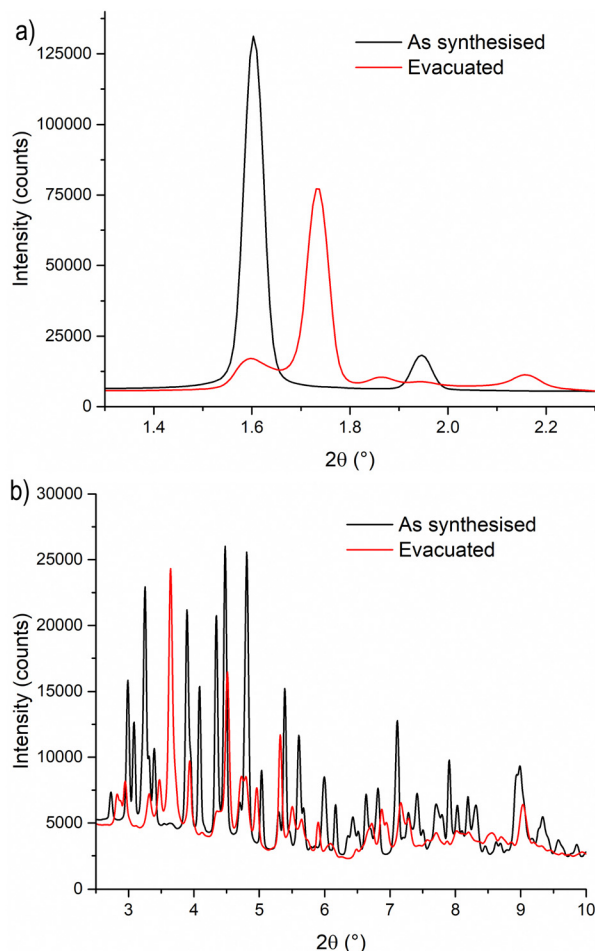 a)
As synthesised
Evacuated
125000
100000
75000
50000
25000
0
Intensity (counts)
1.4 1.6 1.8 2.0 2.2
2θ (°)
b)
As synthesised
Evacuated
30000
25000
20000
15000
10000
5000
0
Intensity (counts)
3 4 5 6 7 8 9 10
2θ (°)